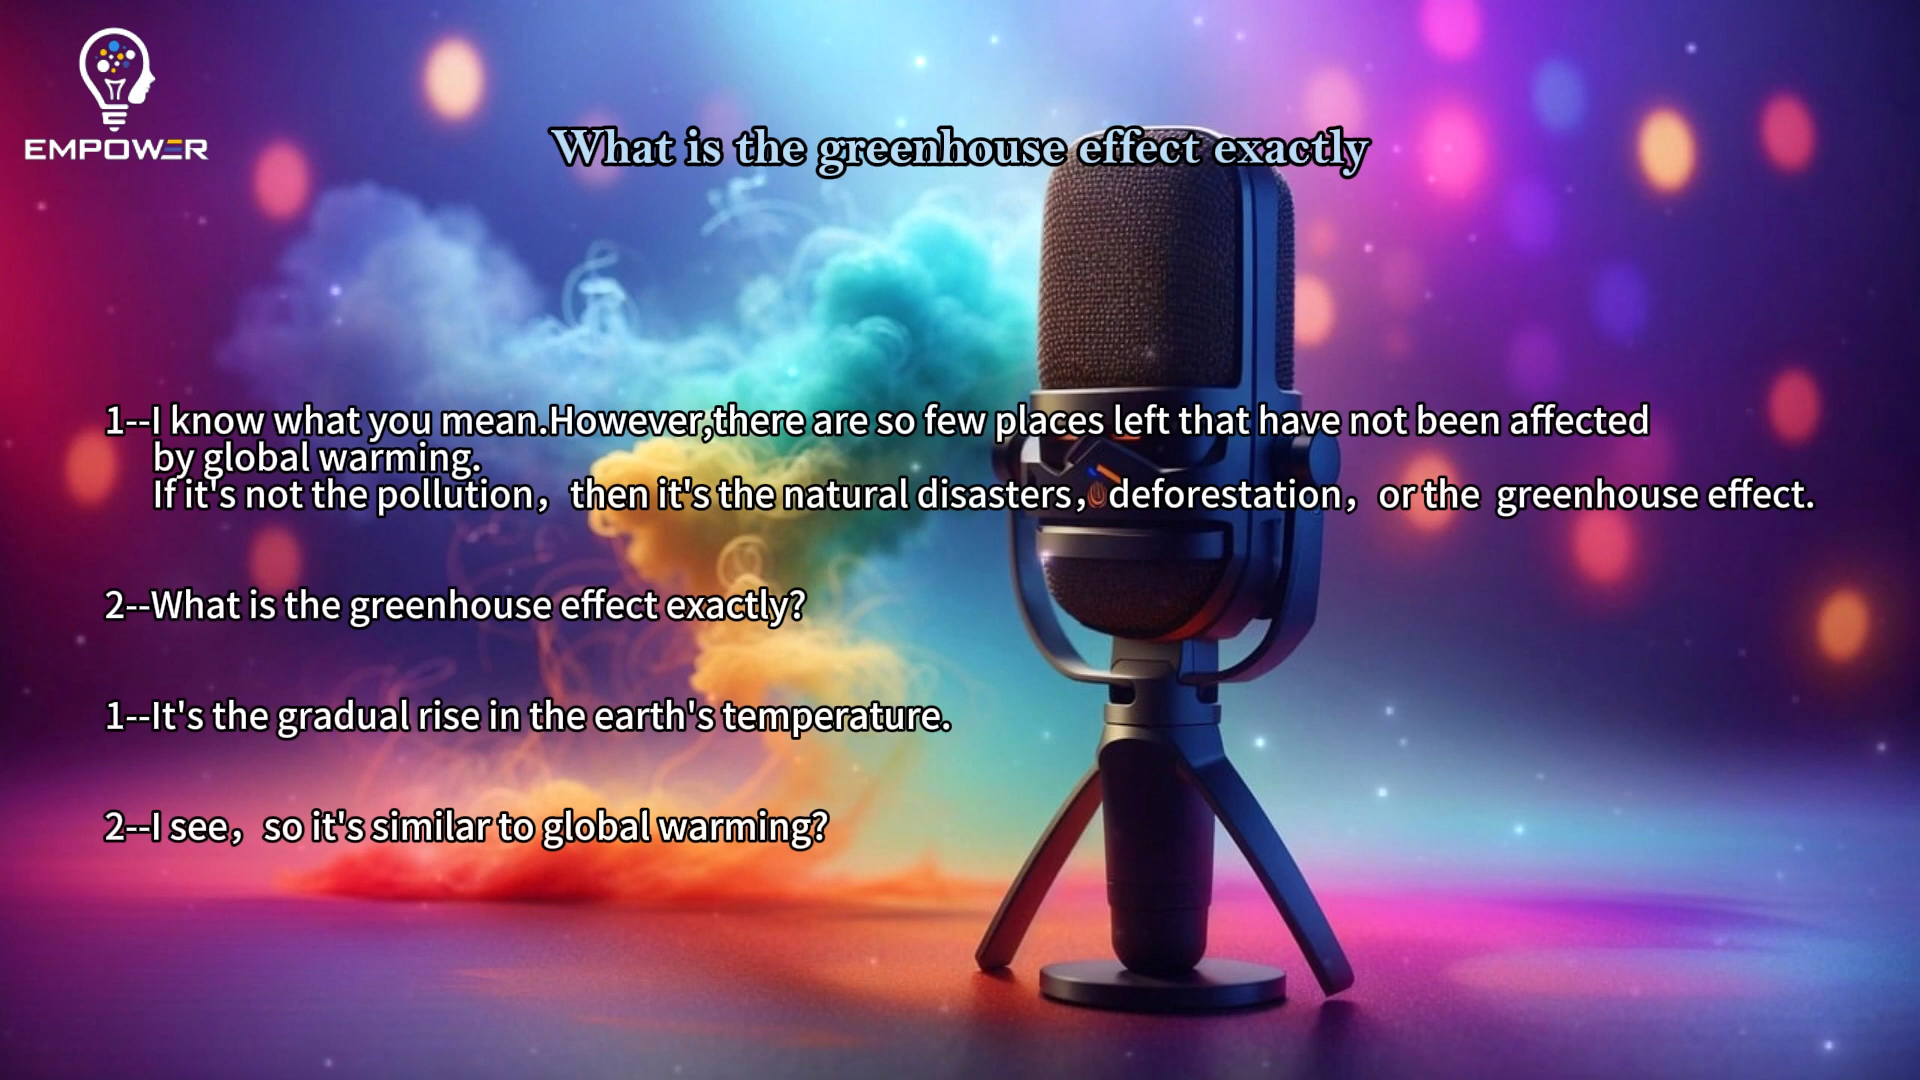 EMPOWER
What is the greenhouse effect exactly
1--I know what you mean.However,there are so few places left that have not been affected
by global warming.
If it's not the pollution，then it's the natural disasters，deforestation，or the greenhouse effect.
2--What is the greenhouse effect exactly?
1--It's the gradual rise in the earth's temperature.
2--I see，so it's similar to global warming?